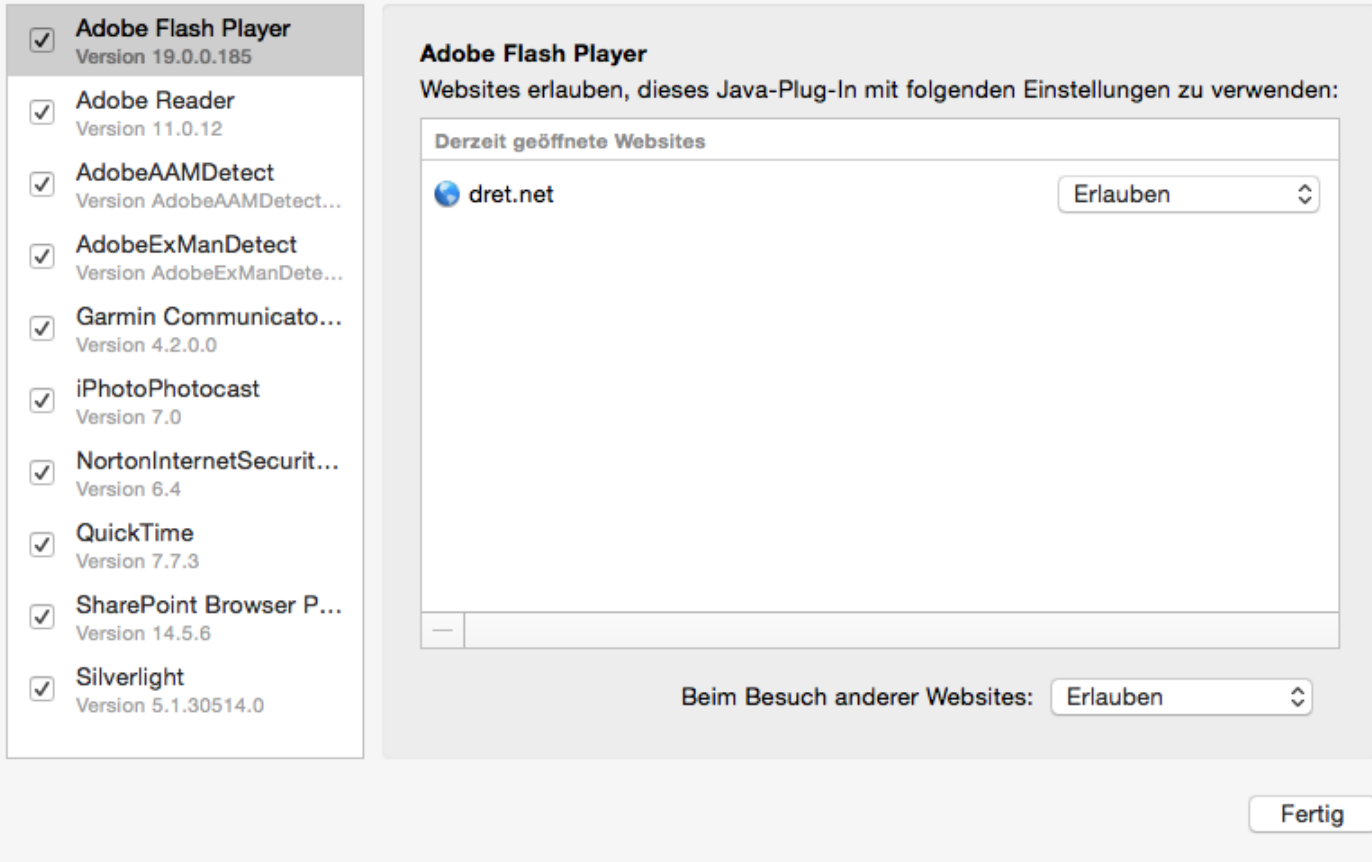 Adobe Flash Player
Version 19.0.0.185
Adobe Reader
Version 11.0.12
AdobeAAMDetect
Version AdobeAAMDetect...
AdobeExManDetect
Version AdobeExManDete...
Garmin Communicato...
Version 4.2.0.0
iPhotoPhotocast
Version 7.0
NortonInternetSecurit...
Version 6.4
QuickTime
Version 7.7.3
SharePoint Browser P...
Version 14.5.6
Silverlight
Version 5.1.30514.0
Adobe Flash Player
Websites erlauben, dieses Java-Plug-In mit folgenden Einstellungen zu verwenden:
Derzeit geöffnete Websites
dret.net Erlauben
Beim Besuch anderer Websites: Erlauben
Fertig